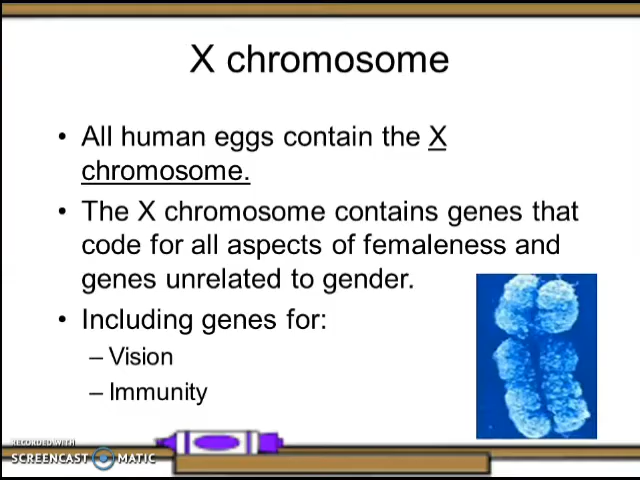 X chromosome
• All human eggs contain the X
chromosome.
• The X chromosome contains genes that
code for all aspects of femaleness and
genes unrelated to gender.
• Including genes for:
– Vision
– Immunity
RECORDED WITH
SCREENCAST MATIC